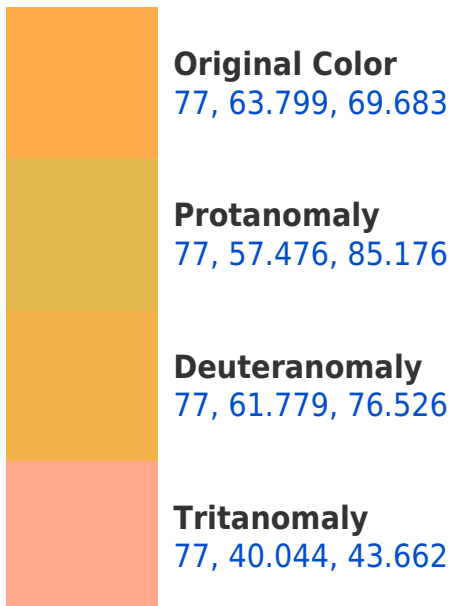 Original Color
77, 63.799, 69.683
Protanomaly
77, 57.476, 85.176
Deuteranomaly
77, 61.779, 76.526
Tritanomaly
77, 40.044, 43.662